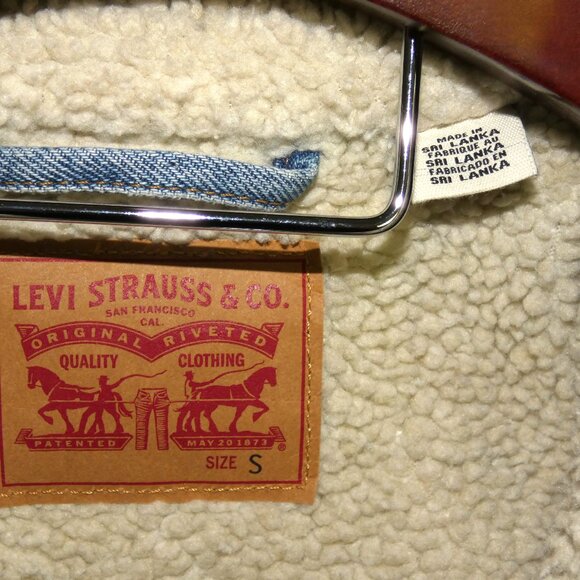 MADE IN
SRI LANKA
FABRIQUE AU
SRI LANKA
FABRICADO EN
SRI LANKA
LEVI STRAUSS & CO.
SAN FRANCISCO
CAL.
ORIGINAL RIVETED
QUALITY CLOTHING
PATENTED MAY 20 1873 ®
SIZE S